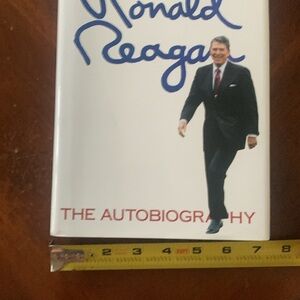 Ronald
Reagan
THE AUTOBIOGRAPHY
2 3 4 5 6 7 8